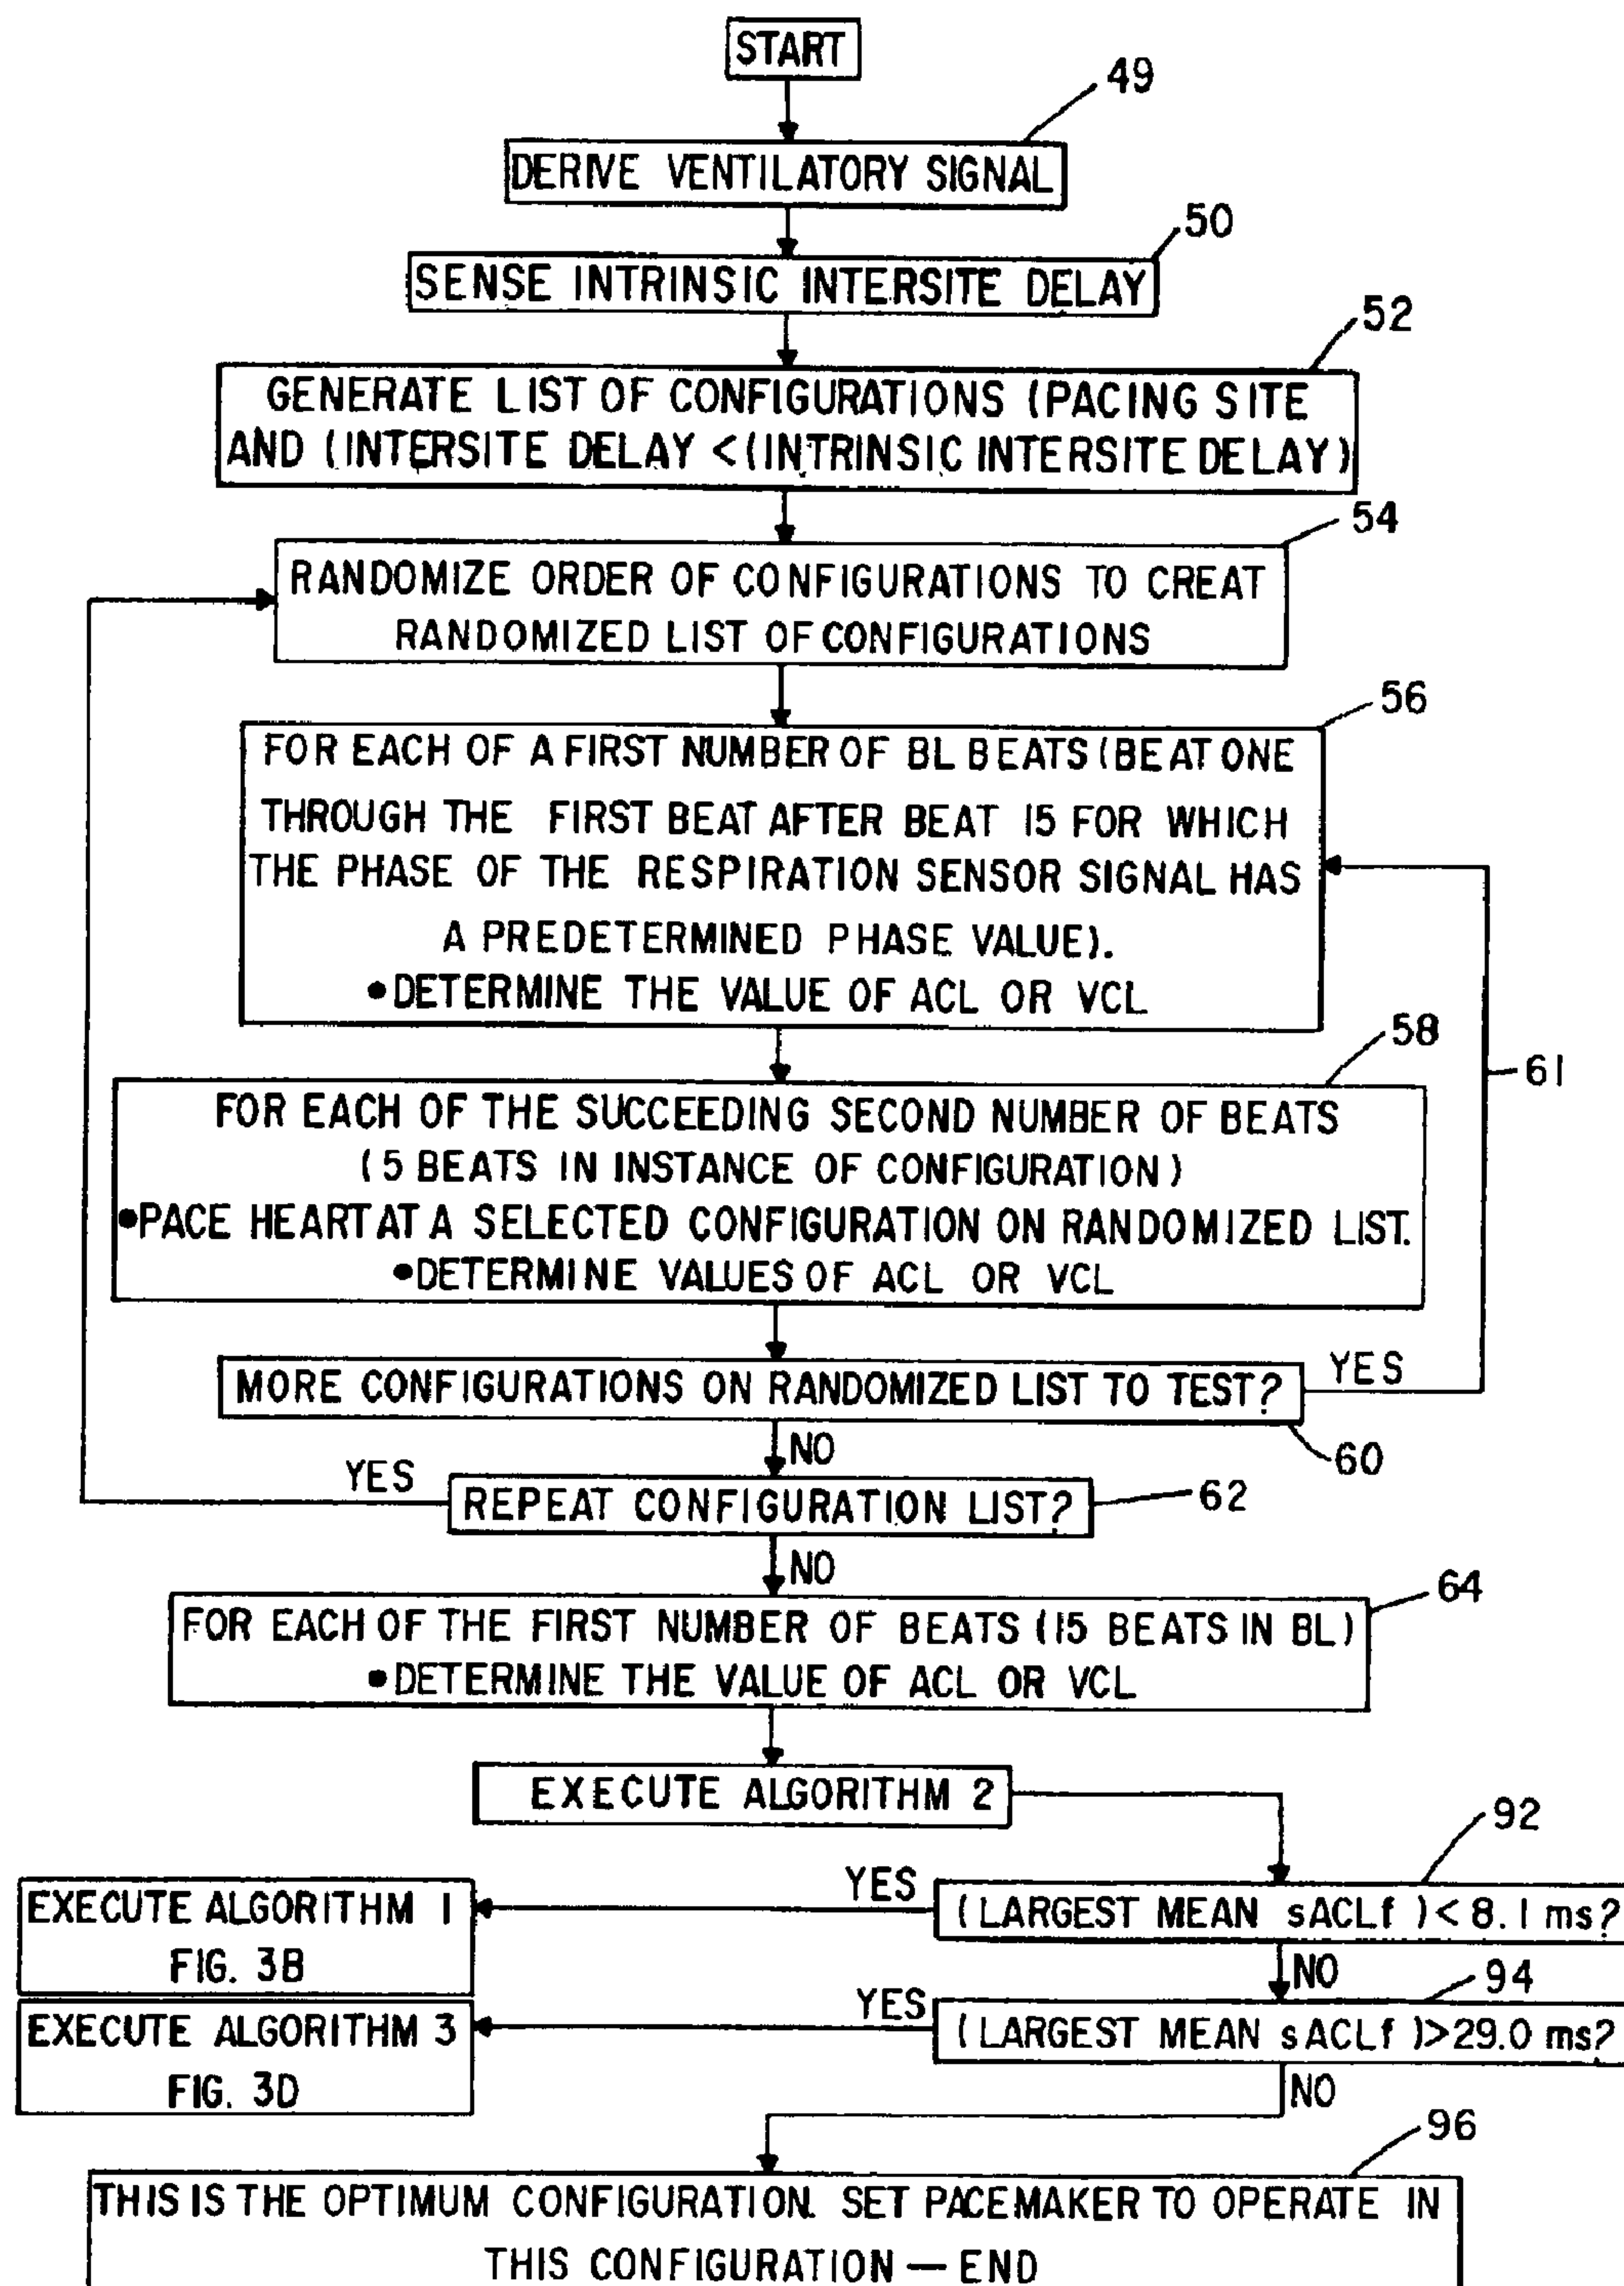 START
49
DERIVE VENTILATORY SIGNAL
50
SENSE INTRINSIC INTERSITE DELAY
52
GENERATE LIST OF CONFIGURATIONS (PACING SITE
AND (INTERSITE DELAY <(INTRINSIC INTERSITE DELAY)
54
RANDOMIZE ORDER OF CONFIGURATIONS TO CREAT
RANDOMIZED LIST OF CONFIGURATIONS
56
FOR EACH OF A FIRST NUMBER OF BL BEATS (BEAT ONE
THROUGH THE FIRST BEAT AFTER BEAT 15 FOR WHICH
THE PHASE OF THE RESPIRATION SENSOR SIGNAL HAS
A PREDETERMINED PHASE VALUE).
•DETERMINE THE VALUE OF ACL OR VCL
58
61
FOR EACH OF THE SUCCEEDING SECOND NUMBER OF BEATS
(5 BEATS IN INSTANCE OF CONFIGURATION)
•PACE HEART AT A SELECTED CONFIGURATION ON RANDOMIZED LIST.
•DETERMINE VALUES OF ACL OR VCL
MORE CONFIGURATIONS ON RANDOMIZED LIST TO TEST?
YES
60
NO
YES
REPEAT CONFIGURATION LIST?
62
NO
64
FOR EACH OF THE FIRST NUMBER OF BEATS (15 BEATS IN BL)
•DETERMINE THE VALUE OF ACL OR VCL
EXECUTE ALGORITHM 2
92
YES
(LARGEST MEAN sACLf )< 8.1 ms?
EXECUTE ALGORITHM 1
FIG. 3B
NO
94
YES
(LARGEST MEAN sACLf )>29.0 ms?
EXECUTE ALGORITHM 3
FIG. 3D
NO
96
THIS IS THE OPTIMUM CONFIGURATION. SET PACEMAKER TO OPERATE IN
THIS CONFIGURATION — END